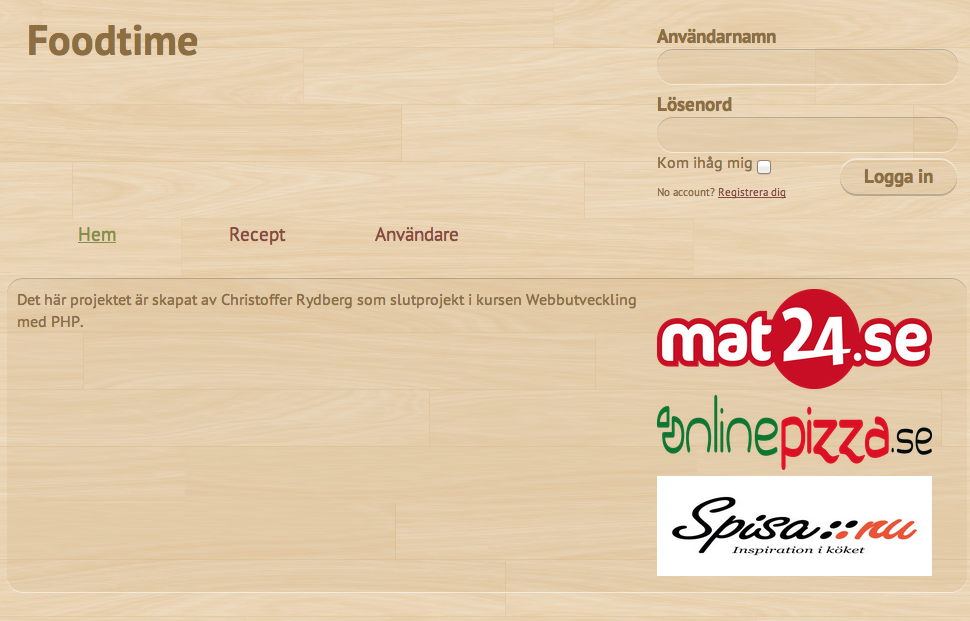 Foodtime
Användarnamn
Lösenord
Kom ihåg mig
Logga in
No account? Registrera dig
Hem
Recept
Användare
Det här projektet är skapat av Christoffer Rydberg som slutprojekt i kursen Webbutveckling
med PHP.
mat24.se
onlinepizza.se
Spisa::nu
Inspiration i köket